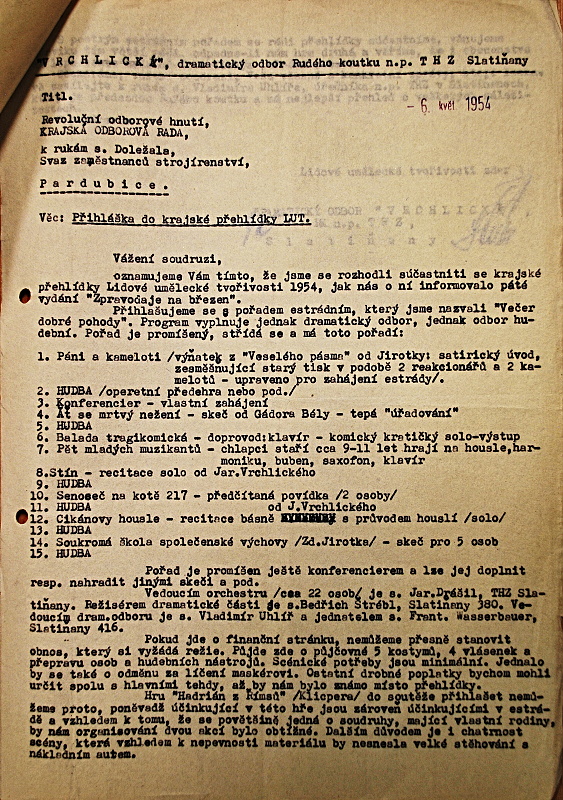 "VRCHLICKÝ", dramatický odbor Rudého koutku n.p. THZ Slatiňany
Titl.
- 6. květ 1954
Revoluční odborové hnutí,
KRAJSKÁ ODBOROVÁ RADA,
k rukám s. Doležala,
Svaz zaměstnanců strojírenství,
Pardubice.
Lidové umělecké tvořivosti zdar
Věc: Přihláška do krajské přehlídky LUT.
Vážení soudruzi,
oznamujeme Vám tímto, že jsme se rozhodli súčastniti se krajské
přehlídky Lidové umělecké tvořivosti 1954, jak nás o ní informovalo páté
vydání "Zpravodaje na březen".
Přihlašujeme se s pořadem estrádním, který jsme nazvali "Večer
dobré pohody". Program vyplnuje jednak dramatický odbor, jednak odbor hu-
dební. Pořad je promíšený, střídá se a má toto pořadí:
1. Páni a kameloti /výňatek z "Veselého pásma" od Jirotky: satirický úvod,
zesměšnující starý tisk v podobě 2 reakcionářů a 2 ka-
melotů - upraveno pro zahájení estrády/.
2. HUDBA /operetní předehra nebo pod./
3. Konferencier - vlastní zahájení
4. Ať se mrtvý nežení - skeč od Gádora Bély - tepá "úřadování"
5. HUDBA
6. Balada tragikomická - doprovod:klavír - komický kratičký solo-výstup
7. Pět mladých muzikantů - chlapci staří cca 9-11 let hrají na housle,har-
moniku, buben, saxofon, klavír
8.Stín - recitace solo od Jar.Vrchlického
9. HUDBA
10. Senoseč na kotě 217 - předčítaná povídka /2 osoby/
11. HUDBA od J.Vrchlického
12. Cikánovy housle - recitace básně s průvodem houslí /solo/
13. HUDBA
14. Soukromá škola společenské výchovy /Zd.Jirotka/ - skeč pro 5 osob
15. HUDBA
Pořad je promíšen ještě konferencierem a lze jej doplnit
resp. nahradit jinými skeči a pod.
Vedoucím orchestru /cca 22 osob/ je s. Jar.Drášil, THZ Sla-
tiňany. Režisérem dramatické části je s.Bedřich Štrébl, Slatiňany 380. Ve-
doucím dram.odboru je s. Vladimír Uhlíř a jednatelem s. Frant. Wasserbauer,
Slatiňany 416.
Pokud jde o finanční stránku, nemůžeme přesně stanovit
obnos, který si vyžádá režie. Půjde zde o půjčovné 5 kostymů, 4 vlásenek a
přepravu osob a hudebních nástrojů. Scénické potřeby jsou minimální. Jednalo
by se také o odměnu za líčení maskérovi. Ostatní drobné poplatky bychom mohli
určit spolu s hlavními tehdy, až by nám bylo známo místo přehlídky.
Hru "Hadrián z Římsů" /Klicpera/ do soutěže přihlašet nemů-
žeme proto, poněvadž účinkující v této hře jsou zároveň účinkujícími v estrá-
dě a vzhledem k tomu, že se povětšině jedná o soudruhy, mající vlastní rodiny,
by nám organisování dvou akcí bylo obtížné. Dalším důvodem je i chatrnost
scény, která vzhledem k nepevnosti materiálu by nesnesla velké stěhování a
nákladním autem.